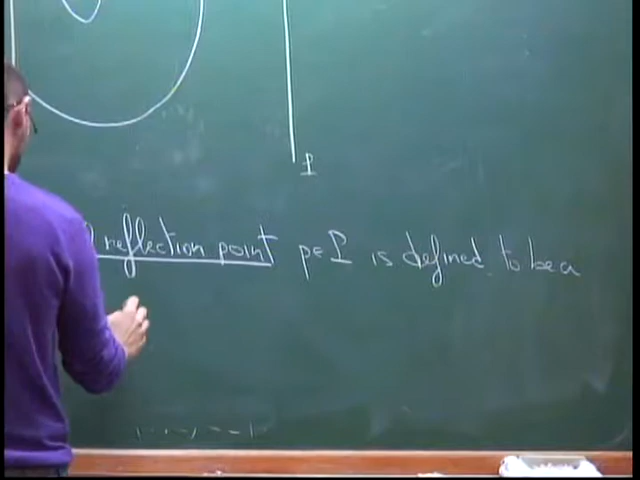 Σ
reflection point p∈Σ is defined to be a